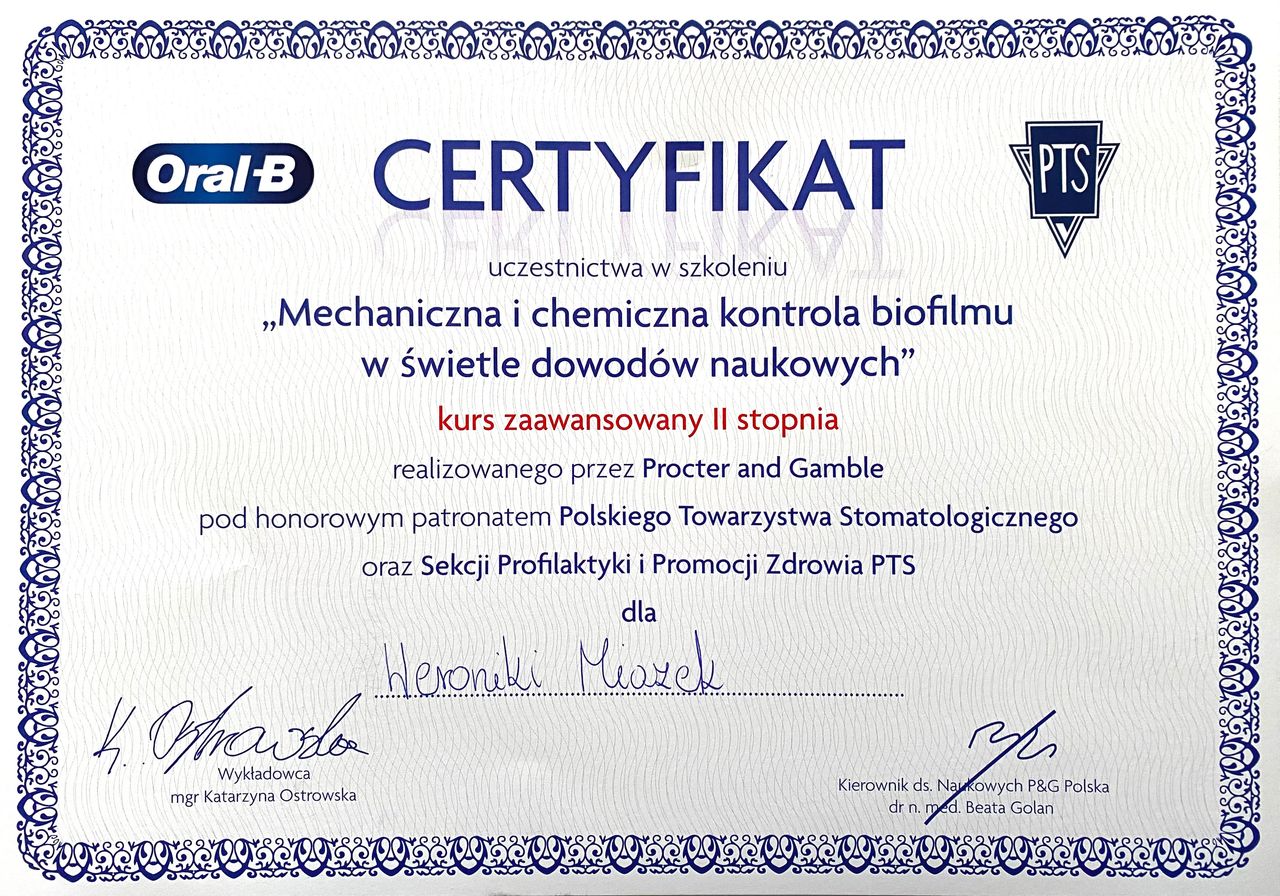 Oral-B
CERTYFIKAT
PTS
uczestnictwa w szkoleniu
„Mechaniczna i chemiczna kontrola biofilmu
w świetle dowodów naukowych”
kurs zaawansowany II stopnia
realizowanego przez Procter and Gamble
pod honorowym patronatem Polskiego Towarzystwa Stomatologicznego
oraz Sekcji Profilaktyki i Promocji Zdrowia PTS
dla
Weroniki Miazek
K. Ostrowska
Wykładowca
mgr Katarzyna Ostrowska
Kierownik ds. Naukowych P&G Polska
dr n. med. Beata Golan